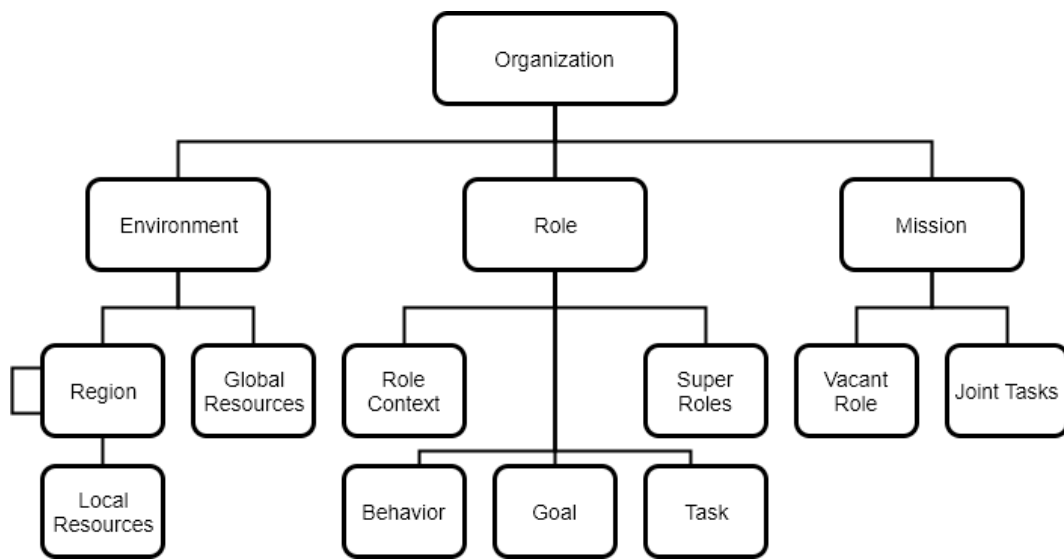 Organization
Environment
Role
Mission
Region
Global
Resources
Role
Context
Super
Roles
Vacant
Role
Joint Tasks
Local
Resources
Behavior
Goal
Task